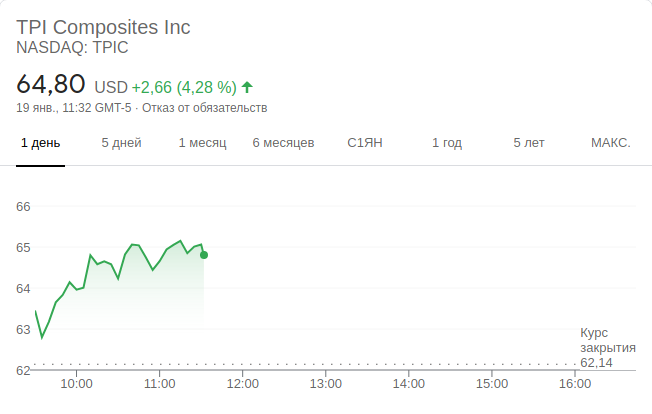 TPI Composites Inc
NASDAQ: TPIC
64,80 USD +2,66 (4,28 %)
19 янв., 11:32 GMT-5 · Отказ от обязательств
1 день 5 дней 1 месяц 6 месяцев С1ЯН 1 год 5 лет МАКС.
66
65
64
63
62
Курс
закрытия
62,14
10:00 11:00 12:00 13:00 14:00 15:00 16:00